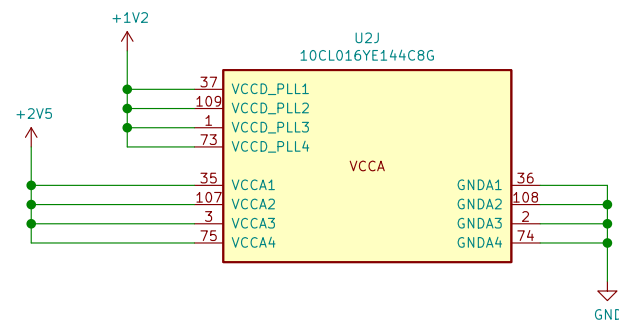 +1V2
U2J
10CL016YE144C8G
37 VCCD_PLL1
109 VCCD_PLL2
+2V5
1 VCCD_PLL3
73 VCCD_PLL4
VCCA
35 VCCA1 GNDA1 36
107 VCCA2 GNDA2 108
3 VCCA3 GNDA3 2
75 VCCA4 GNDA4 74
GND